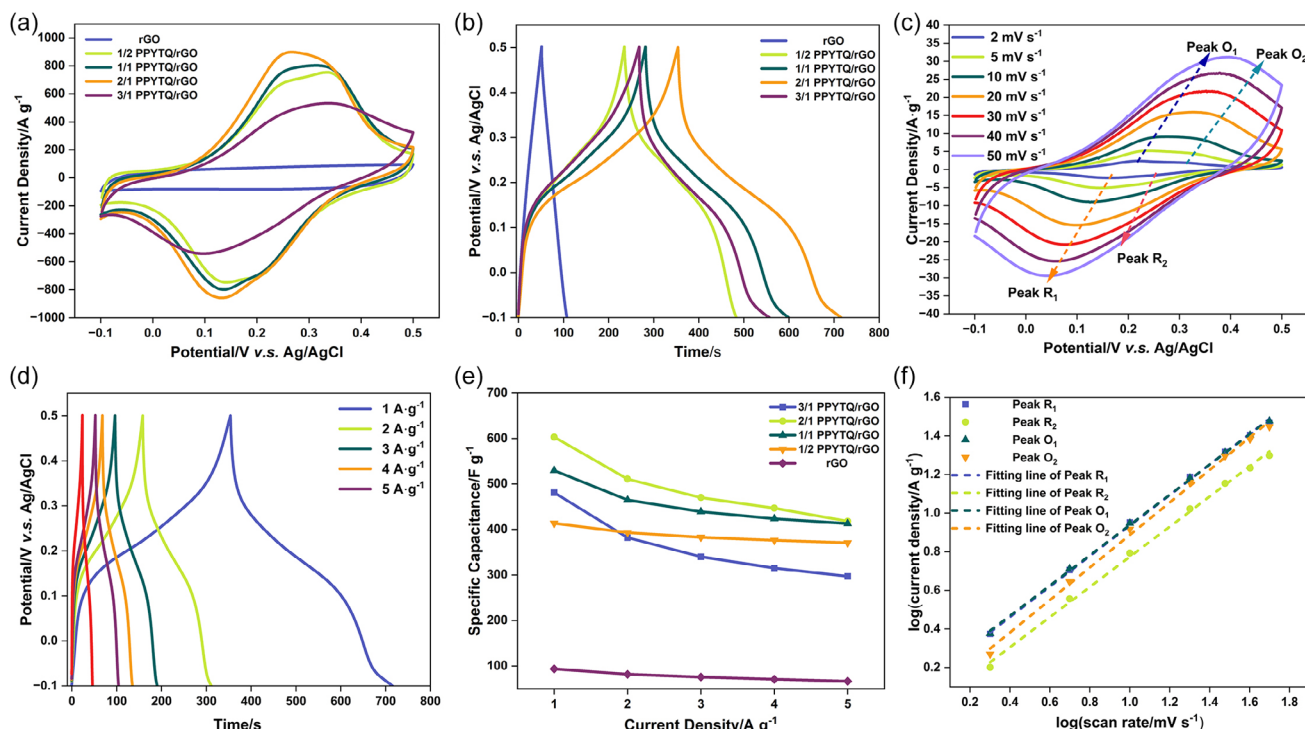 (a)
Current Density/A g⁻¹
1000
800
600
400
200
0
−200
−400
−600
−800
−1000
rGO
1/2 PPYTQ/rGO
1/1 PPYTQ/rGO
2/1 PPYTQ/rGO
3/1 PPYTQ/rGO
−0.1 0.0 0.1 0.2 0.3 0.4 0.5
Potential/V v.s. Ag/AgCl
(b)
Potential/V v.s. Ag/AgCl
0.5
0.4
0.3
0.2
0.1
0.0
−0.1
rGO
1/2 PPYTQ/rGO
1/1 PPYTQ/rGO
2/1 PPYTQ/rGO
3/1 PPYTQ/rGO
0 100 200 300 400 500 600 700 800
Time/s
(c)
Current Density/A·g⁻¹
40
35
30
25
20
15
10
5
0
−5
−10
−15
−20
−25
−30
−35
−40
2 mV s⁻¹
5 mV s⁻¹
10 mV s⁻¹
20 mV s⁻¹
30 mV s⁻¹
40 mV s⁻¹
50 mV s⁻¹
Peak O₁
Peak O₂
Peak R₂
Peak R₁
−0.1 0.0 0.1 0.2 0.3 0.4 0.5
Potential/V v.s. Ag/AgCl
(d)
Potential/V v.s. Ag/AgCl
0.5
0.4
0.3
0.2
0.1
0.0
−0.1
1 A·g⁻¹
2 A·g⁻¹
3 A·g⁻¹
4 A·g⁻¹
5 A·g⁻¹
0 100 200 300 400 500 600 700 800
Time/s
(e)
Specific Capacitance/F g⁻¹
700
600
500
400
300
200
100
3/1 PPYTQ/rGO
2/1 PPYTQ/rGO
1/1 PPYTQ/rGO
1/2 PPYTQ/rGO
rGO
1 2 3 4 5
Current Density/A g⁻¹
(f)
log(current density/A g⁻¹)
1.6
1.4
1.2
1.0
0.8
0.6
0.4
0.2
Peak R₁
Peak R₂
Peak O₁
Peak O₂
Fitting line of Peak R₁
Fitting line of Peak R₂
Fitting line of Peak O₁
Fitting line of Peak O₂
0.2 0.4 0.6 0.8 1.0 1.2 1.4 1.6 1.8
log(scan rate/mV s⁻¹)